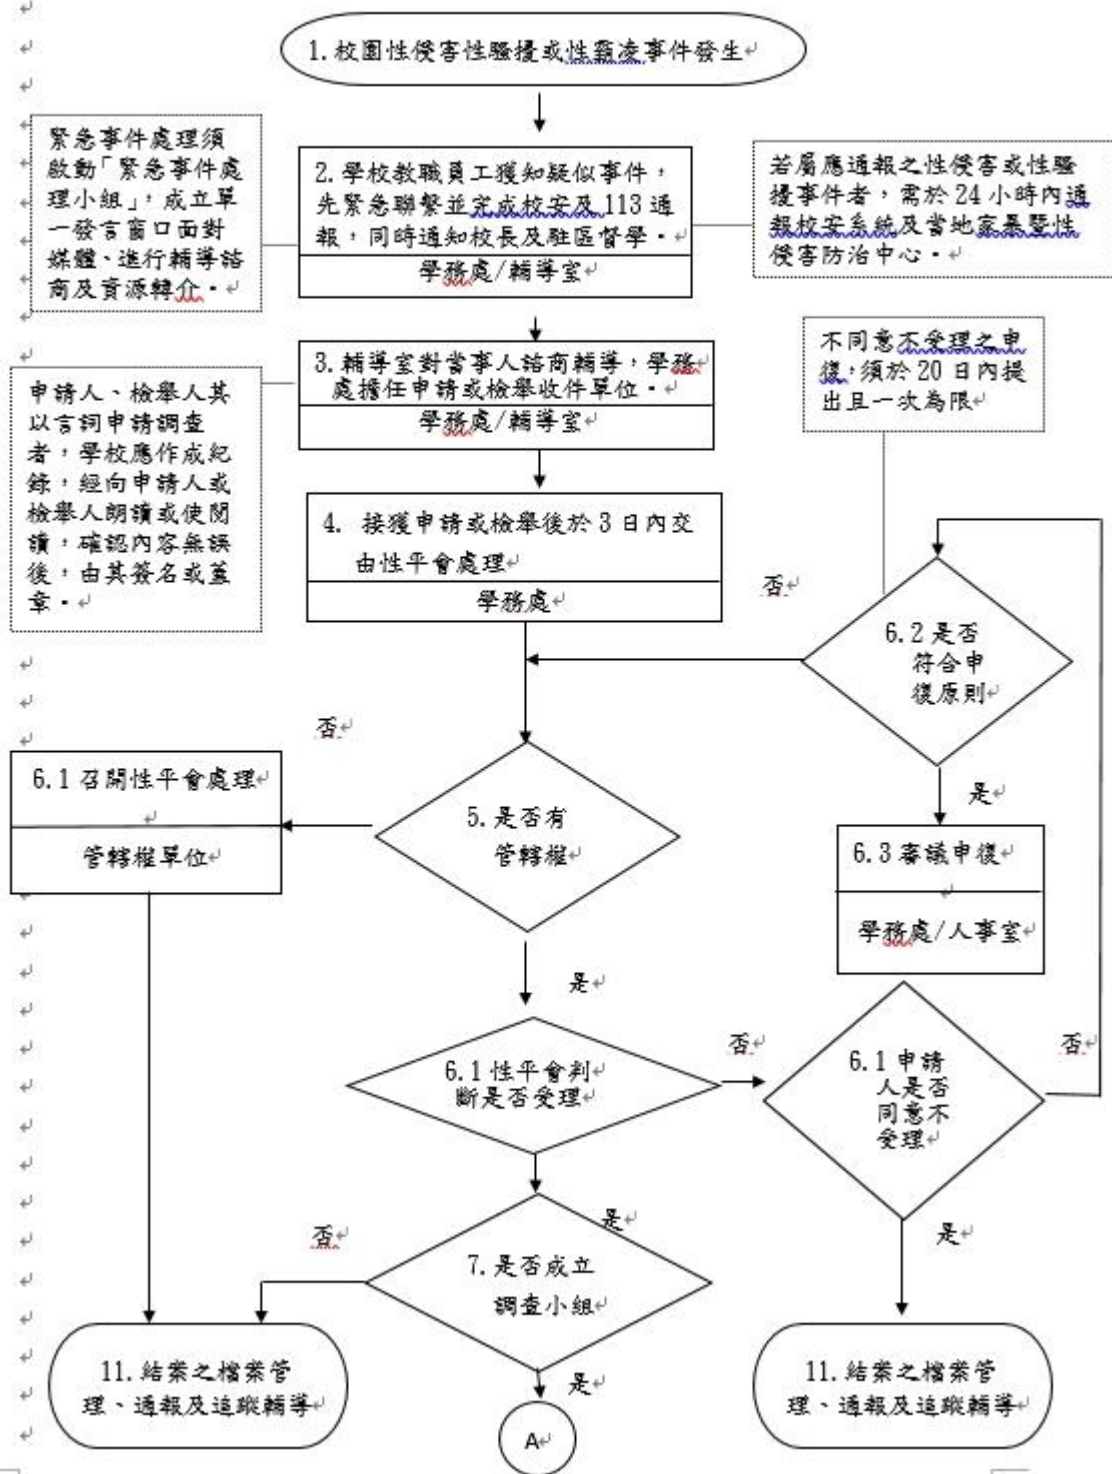 1.校園性侵害性騷擾或性霸凌事件發生
緊急事件處理須
啟動「緊急事件處
理小組」，成立單
一發言窗口面對
媒體、進行輔導諮
商及資源轉介。
2.學校教職員工獲知疑似事件，
先緊急聯繫並完成校安及113通
報，同時通知校長及駐區督學。
學務處/輔導室
若屬應通報之性侵害或性騷
擾事件者，需於24小時內通
報校安系統及當地家暴暨性
侵害防治中心。
3.輔導室對當事人諮商輔導，學務
處擔任申請或檢舉收件單位。
學務處/輔導室
不同意不受理之申
復，須於20日內提
出且一次為限
申請人、檢舉人其
以言詞申請調查
者，學校應作成紀
錄，經向申請人或
檢舉人朗讀或使閱
讀，確認內容無誤
後，由其簽名或蓋
章。
4. 接獲申請或檢舉後於3日內交
由性平會處理
學務處
否
6.2是否
符合申
復原則
否
6.1召開性平會處理
管轄權單位
5.是否有
管轄權
是
6.3審議申復
學務處/人事室
是
6.1性平會判
斷是否受理
否
6.1申請
人是否
同意不
受理
否
是
否
7.是否成立
調查小組
是
11.結案之檔案管
理、通報及追蹤輔導
是
A
11.結案之檔案管
理、通報及追蹤輔導